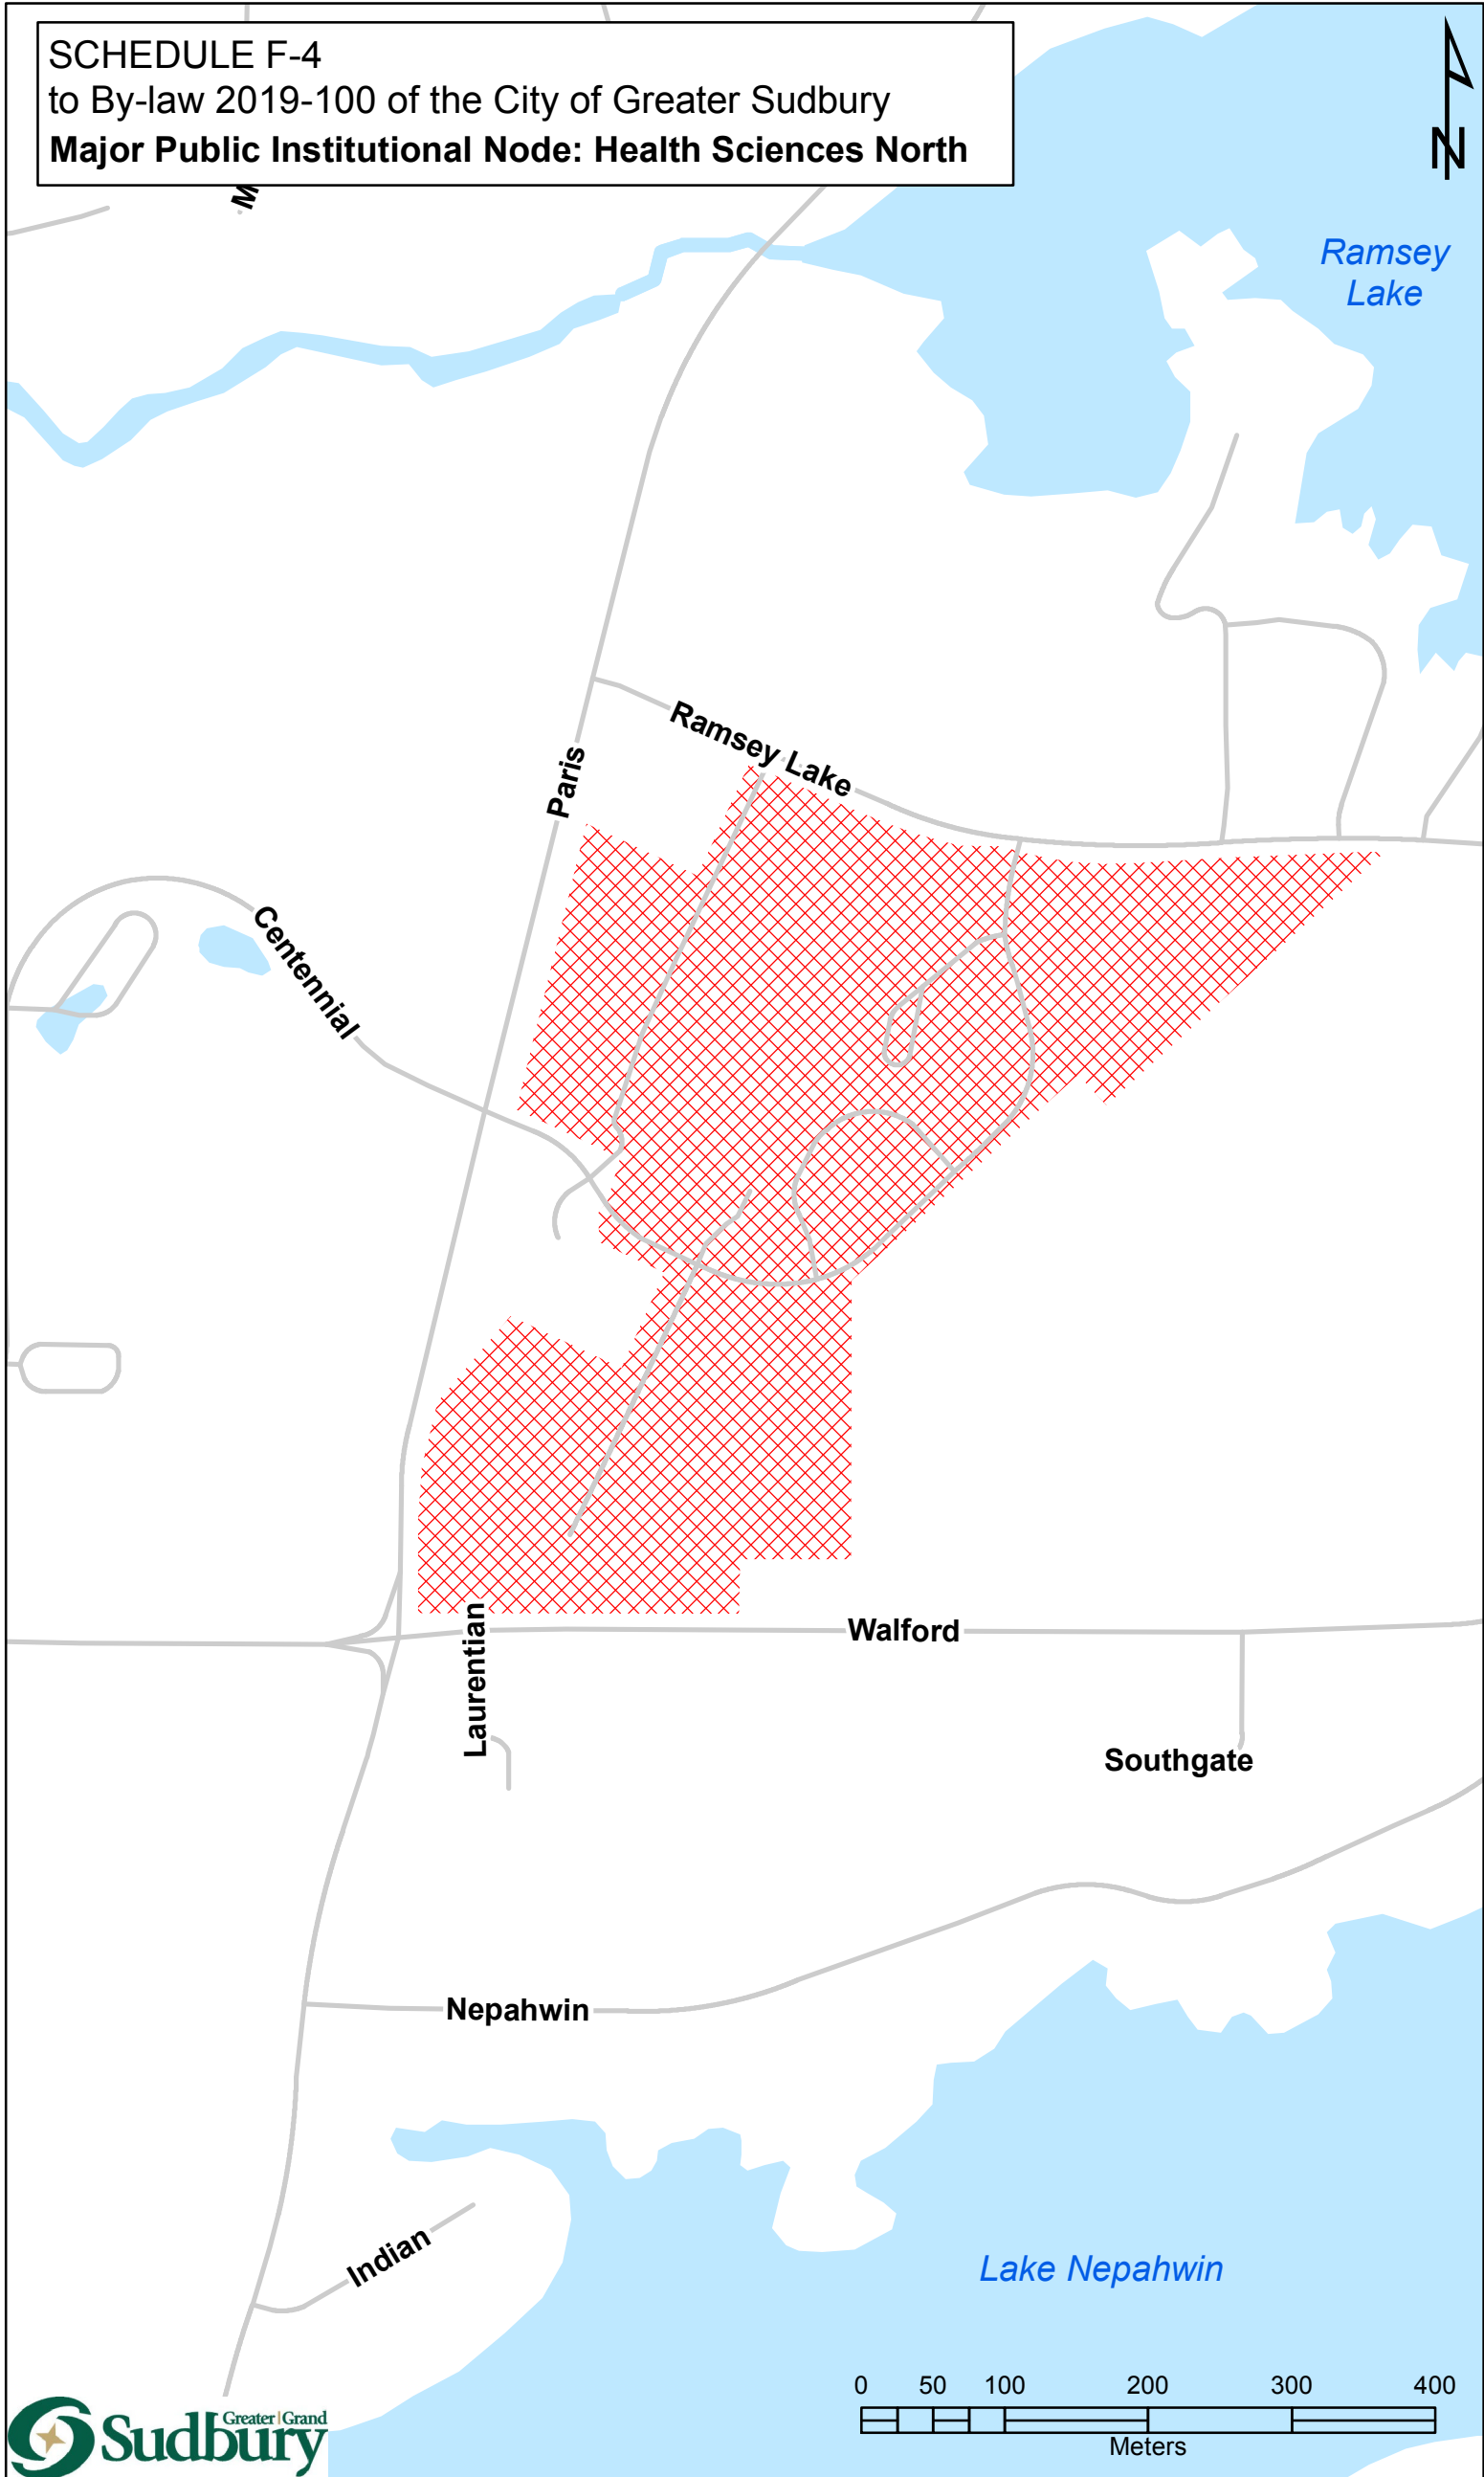 SCHEDULE F-4
to By-law 2019-100 of the City of Greater Sudbury
Major Public Institutional Node: Health Sciences North
N
Ramsey
Lake
Ramsey Lake
Paris
Centennial
Laurentian
Walford
Southgate
Nepahwin
Indian
Lake Nepahwin
0 50 100 200 300 400
Meters
Greater | Grand
Sudbury